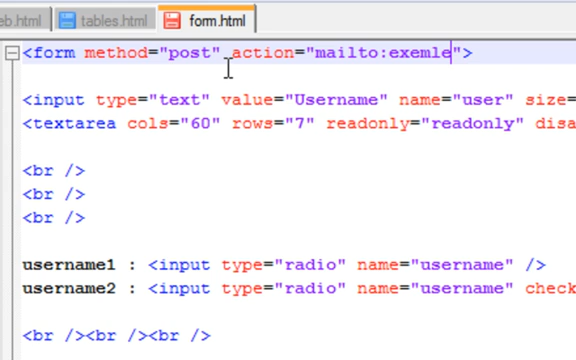 eb.html tables.html form.html
<form method="post" action="mailto:exemle">
<input type="text" value="Username" name="user" size=
<textarea cols="60" rows="7" readonly="readonly" disa
<br />
<br />
<br />
username1 : <input type="radio" name="username" />
username2 : <input type="radio" name="username" check
<br /><br /><br />